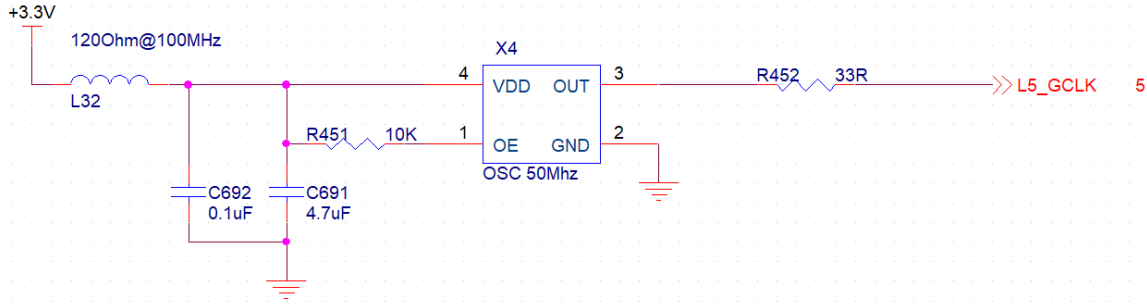 +3.3V
120Ohm@100MHz
L32
X4
4 VDD OUT 3
R452 33R
L5_GCLK 5
R451 10K
1 OE GND 2
OSC 50Mhz
C692
0.1uF
C691
4.7uF